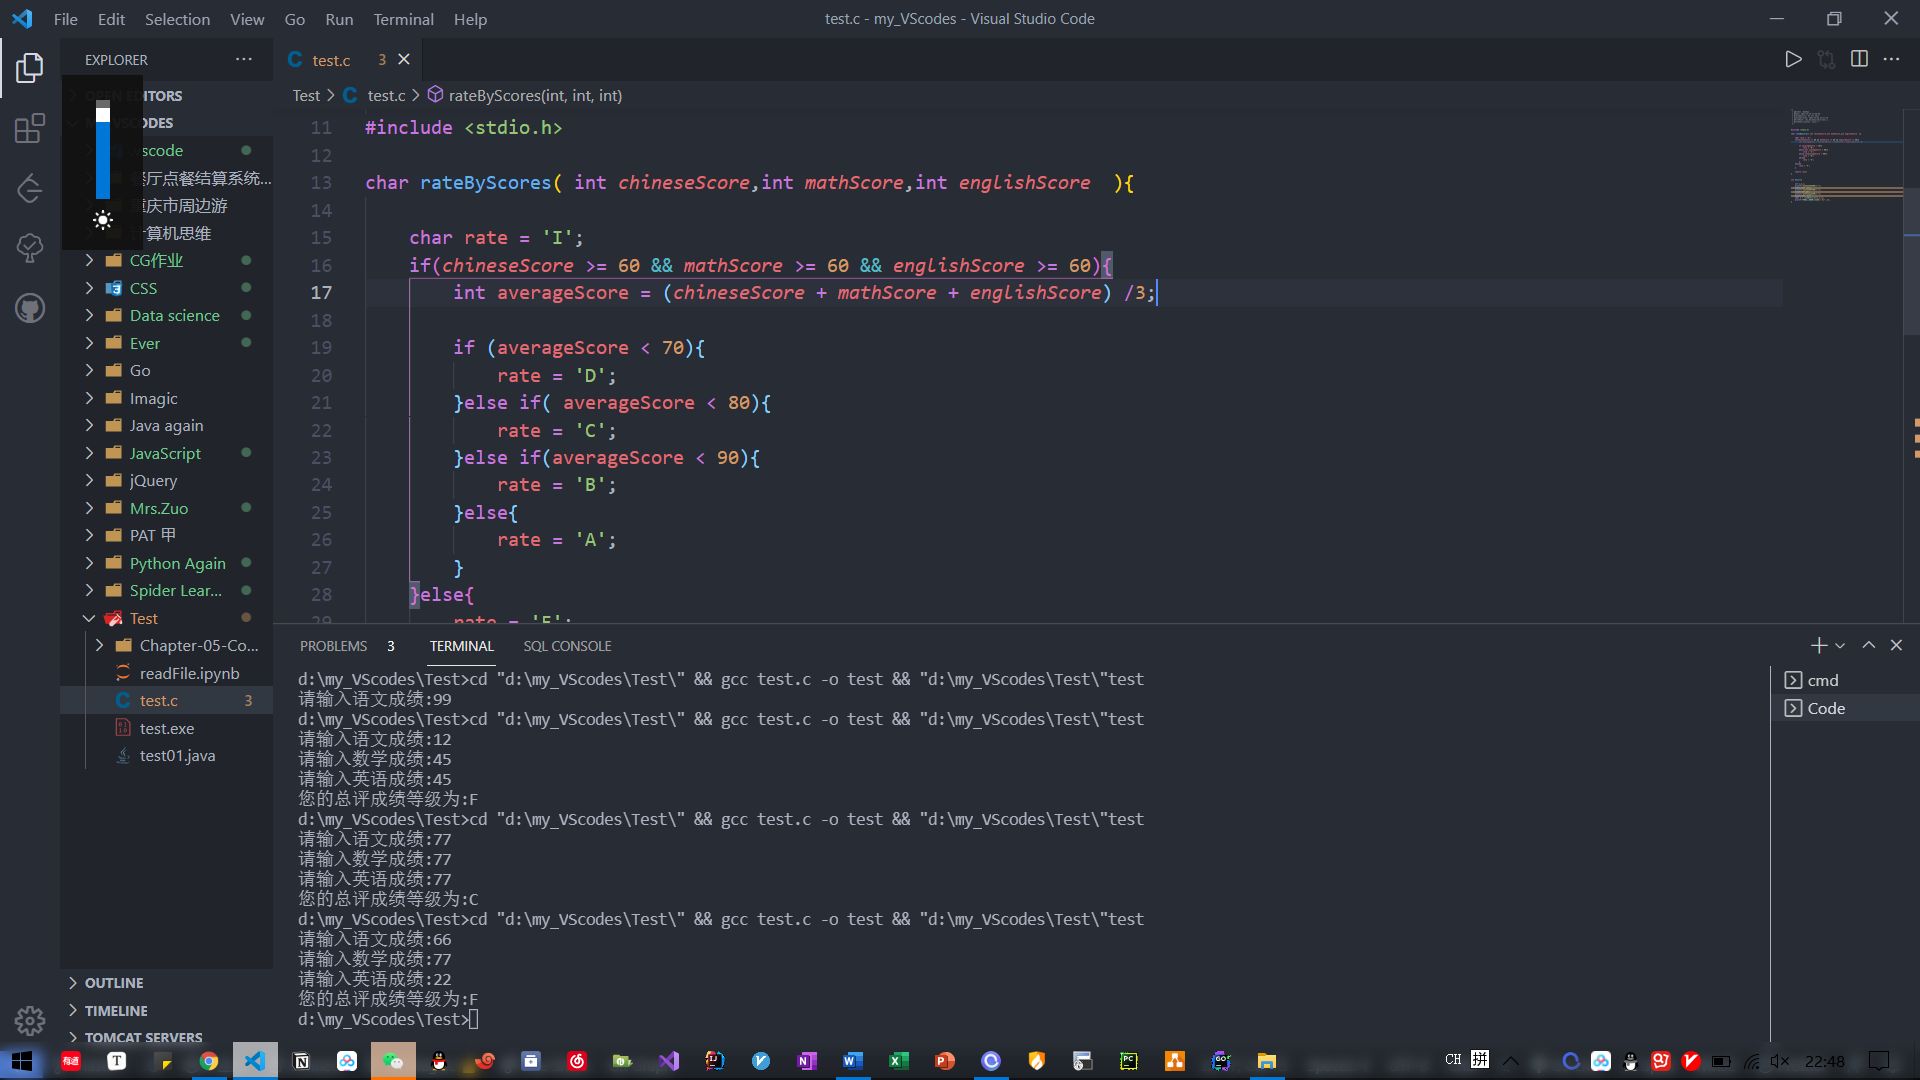 File Edit Selection View Go Run Terminal Help
test.c - my_VScodes - Visual Studio Code
EXPLORER
test.c 3
Test > test.c > rateByScores(int, int, int)
MY_VSCODES
.vscode
重庆市周边游
计算机思维
CG作业
CSS
Data science
Ever
Go
Imagic
Java again
JavaScript
jQuery
Mrs.Zuo
PAT 甲
Python Again
Spider Lear...
Test
Chapter-05-Co...
readFile.ipynb
test.c 3
test.exe
test01.java
OUTLINE
TIMELINE
TOMCAT SERVERS
11 #include <stdio.h>
12
13 char rateByScores( int chineseScore,int mathScore,int englishScore  ){
14
15 char rate = 'I';
16 if(chineseScore >= 60 && mathScore >= 60 && englishScore >= 60){
17 int averageScore = (chineseScore + mathScore + englishScore) /3;
18
19 if (averageScore < 70){
20 rate = 'D';
21 }else if( averageScore < 80){
22 rate = 'C';
23 }else if(averageScore < 90){
24 rate = 'B';
25 }else{
26 rate = 'A';
27 }
28 }else{
29 rate = 'F';
PROBLEMS 3 TERMINAL SQL CONSOLE
d:\my_VScodes\Test>cd "d:\my_VScodes\Test\" && gcc test.c -o test && "d:\my_VScodes\Test\"test
请输入语文成绩:99
d:\my_VScodes\Test>cd "d:\my_VScodes\Test\" && gcc test.c -o test && "d:\my_VScodes\Test\"test
请输入语文成绩:12
请输入数学成绩:45
请输入英语成绩:45
您的总评成绩等级为:F
d:\my_VScodes\Test>cd "d:\my_VScodes\Test\" && gcc test.c -o test && "d:\my_VScodes\Test\"test
请输入语文成绩:77
请输入数学成绩:77
请输入英语成绩:77
您的总评成绩等级为:C
d:\my_VScodes\Test>cd "d:\my_VScodes\Test\" && gcc test.c -o test && "d:\my_VScodes\Test\"test
请输入语文成绩:66
请输入数学成绩:77
请输入英语成绩:22
您的总评成绩等级为:F
d:\my_VScodes\Test>
cmd
Code
CH 拼 22:48